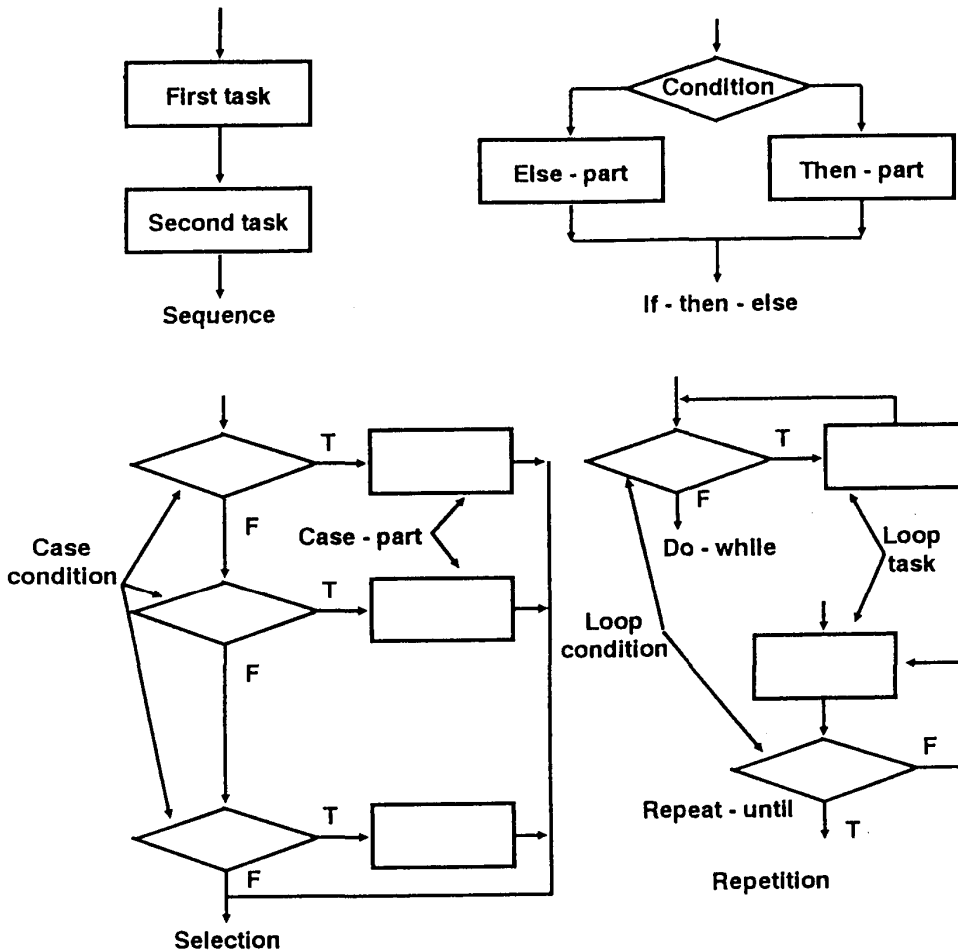 First task
Second task
Sequence
Condition
Else - part
Then - part
If - then - else
T
F
Case - part
Case
condition
T
F
T
F
Selection
T
F
Do - while
Loop
task
Loop
condition
F
Repeat - until
T
Repetition